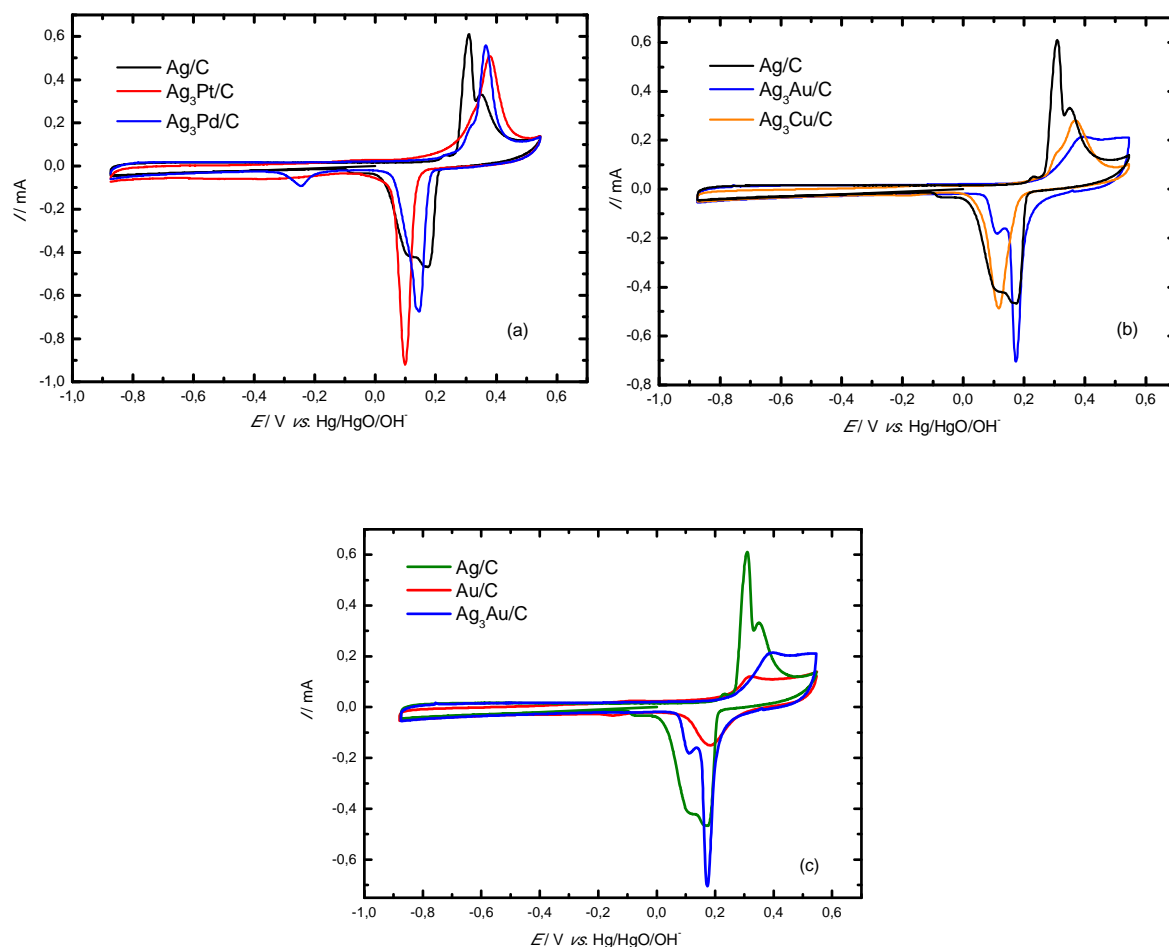 0,6
0,4
0,2
0,0
-0,2
-0,4
-0,6
-0,8
-1,0
I / mA
Ag/C
Ag₃Pt/C
Ag₃Pd/C
(a)
-1,0 -0,8 -0,6 -0,4 -0,2 0,0 0,2 0,4 0,6
E / V vs. Hg/HgO/OH⁻
0,6
0,4
0,2
0,0
-0,2
-0,4
-0,6
-0,8
I / mA
Ag/C
Ag₃Au/C
Ag₃Cu/C
(b)
-1,0 -0,8 -0,6 -0,4 -0,2 0,0 0,2 0,4 0,6
E / V vs. Hg/HgO/OH⁻
0,6
0,4
0,2
0,0
-0,2
-0,4
-0,6
I / mA
Ag/C
Au/C
Ag₃Au/C
(c)
-1,0 -0,8 -0,6 -0,4 -0,2 0,0 0,2 0,4 0,6
E / V vs. Hg/HgO/OH⁻